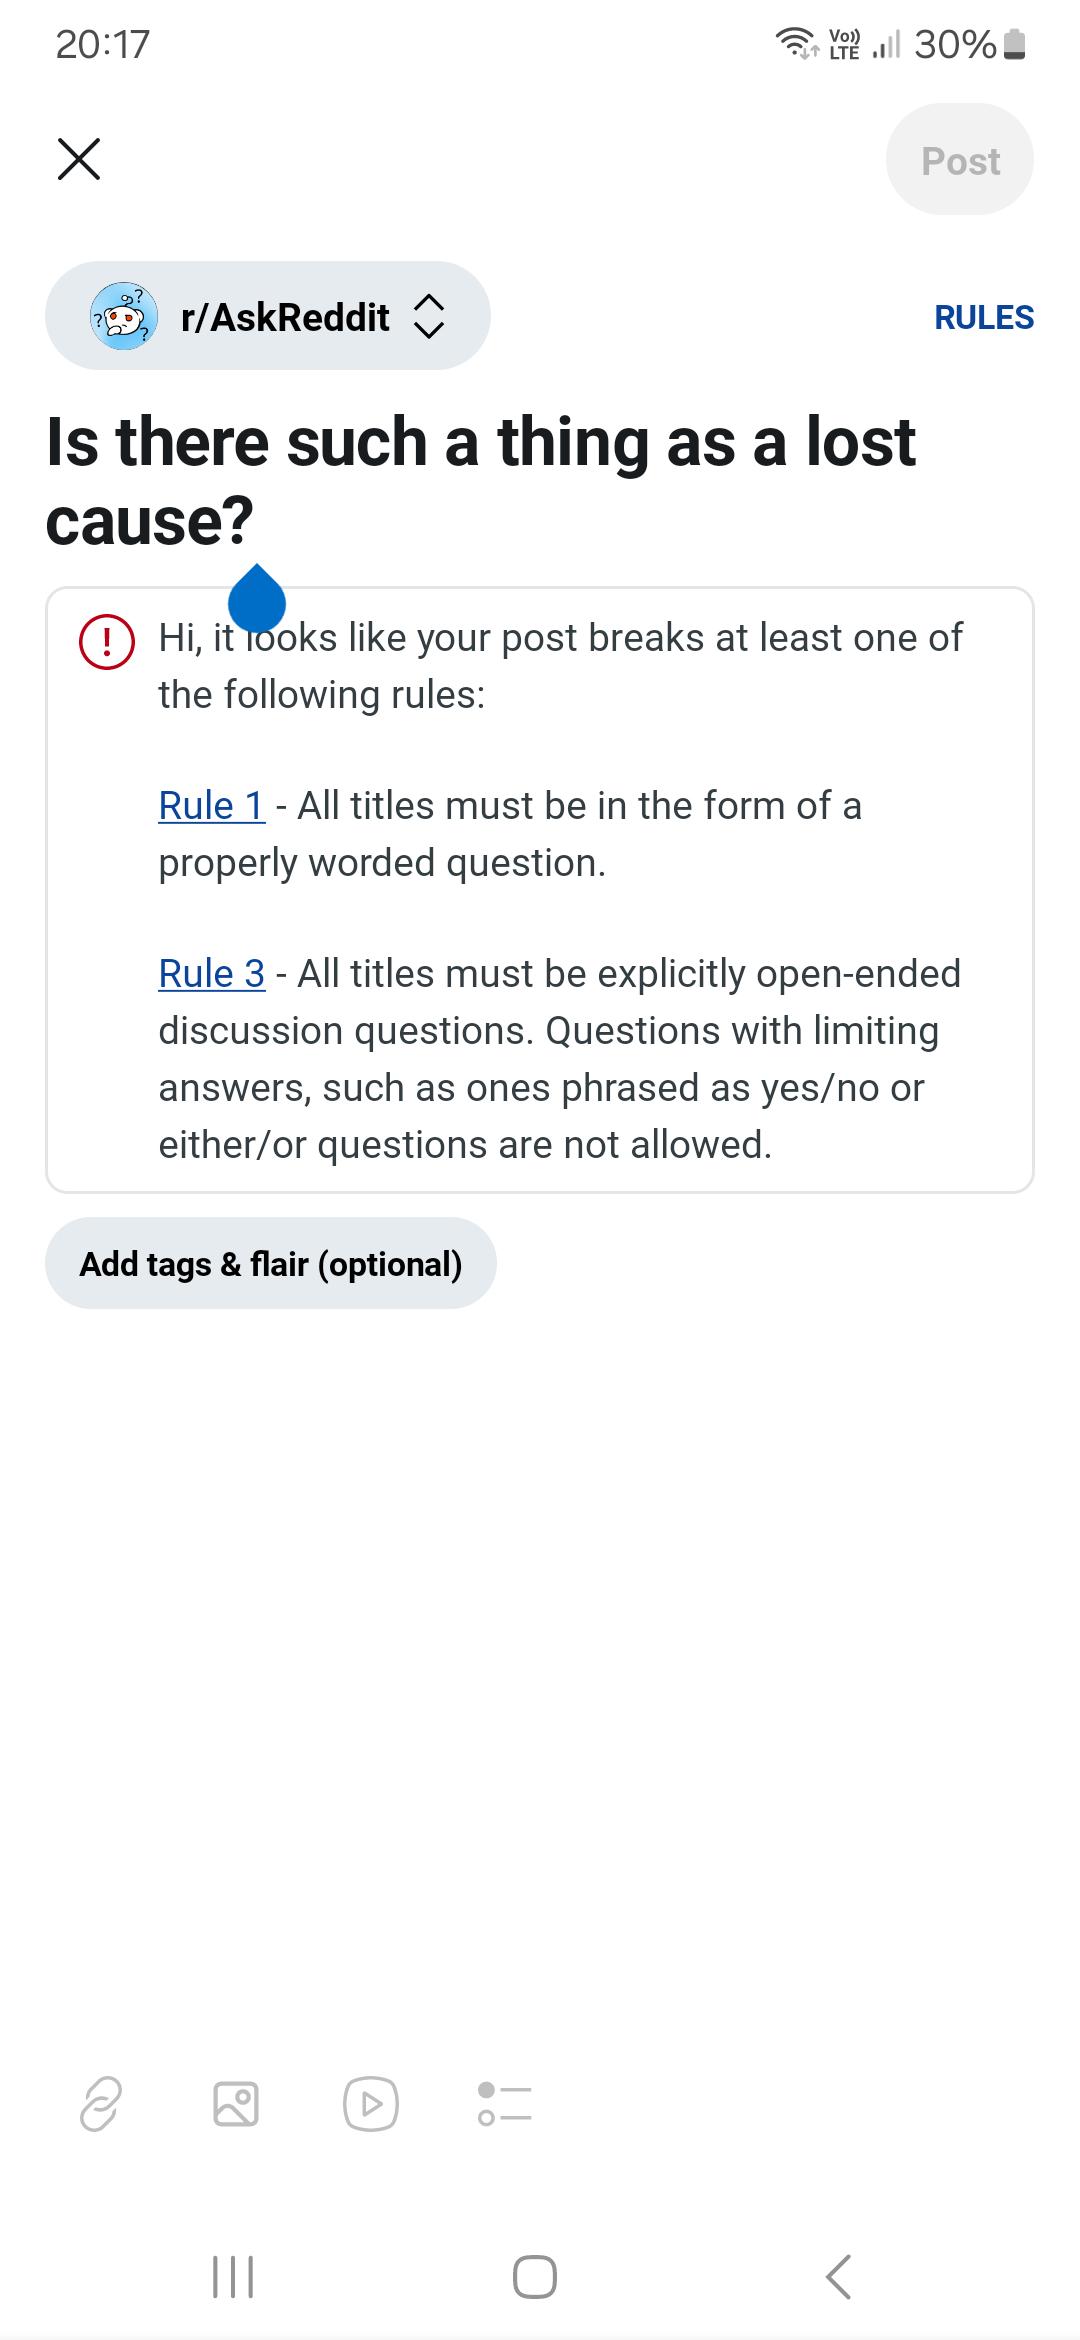 20:17
Vo)) LTE 30%
Post
r/AskReddit
RULES
Is there such a thing as a lost
cause?
Hi, it looks like your post breaks at least one of
the following rules:
Rule 1 - All titles must be in the form of a
properly worded question.
Rule 3 - All titles must be explicitly open-ended
discussion questions. Questions with limiting
answers, such as ones phrased as yes/no or
either/or questions are not allowed.
Add tags & flair (optional)